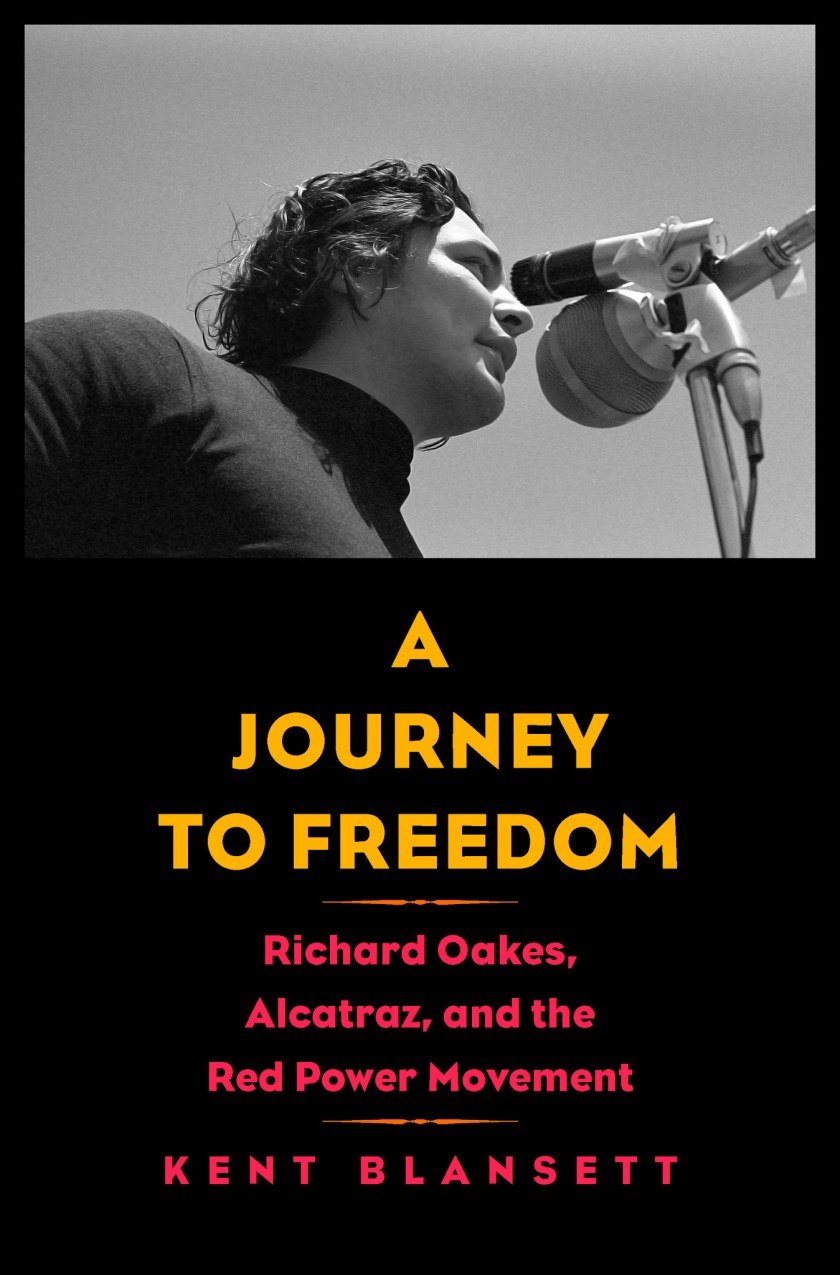 A
JOURNEY
TO FREEDOM
Richard Oakes,
Alcatraz, and the
Red Power Movement
KENT BLANSETT